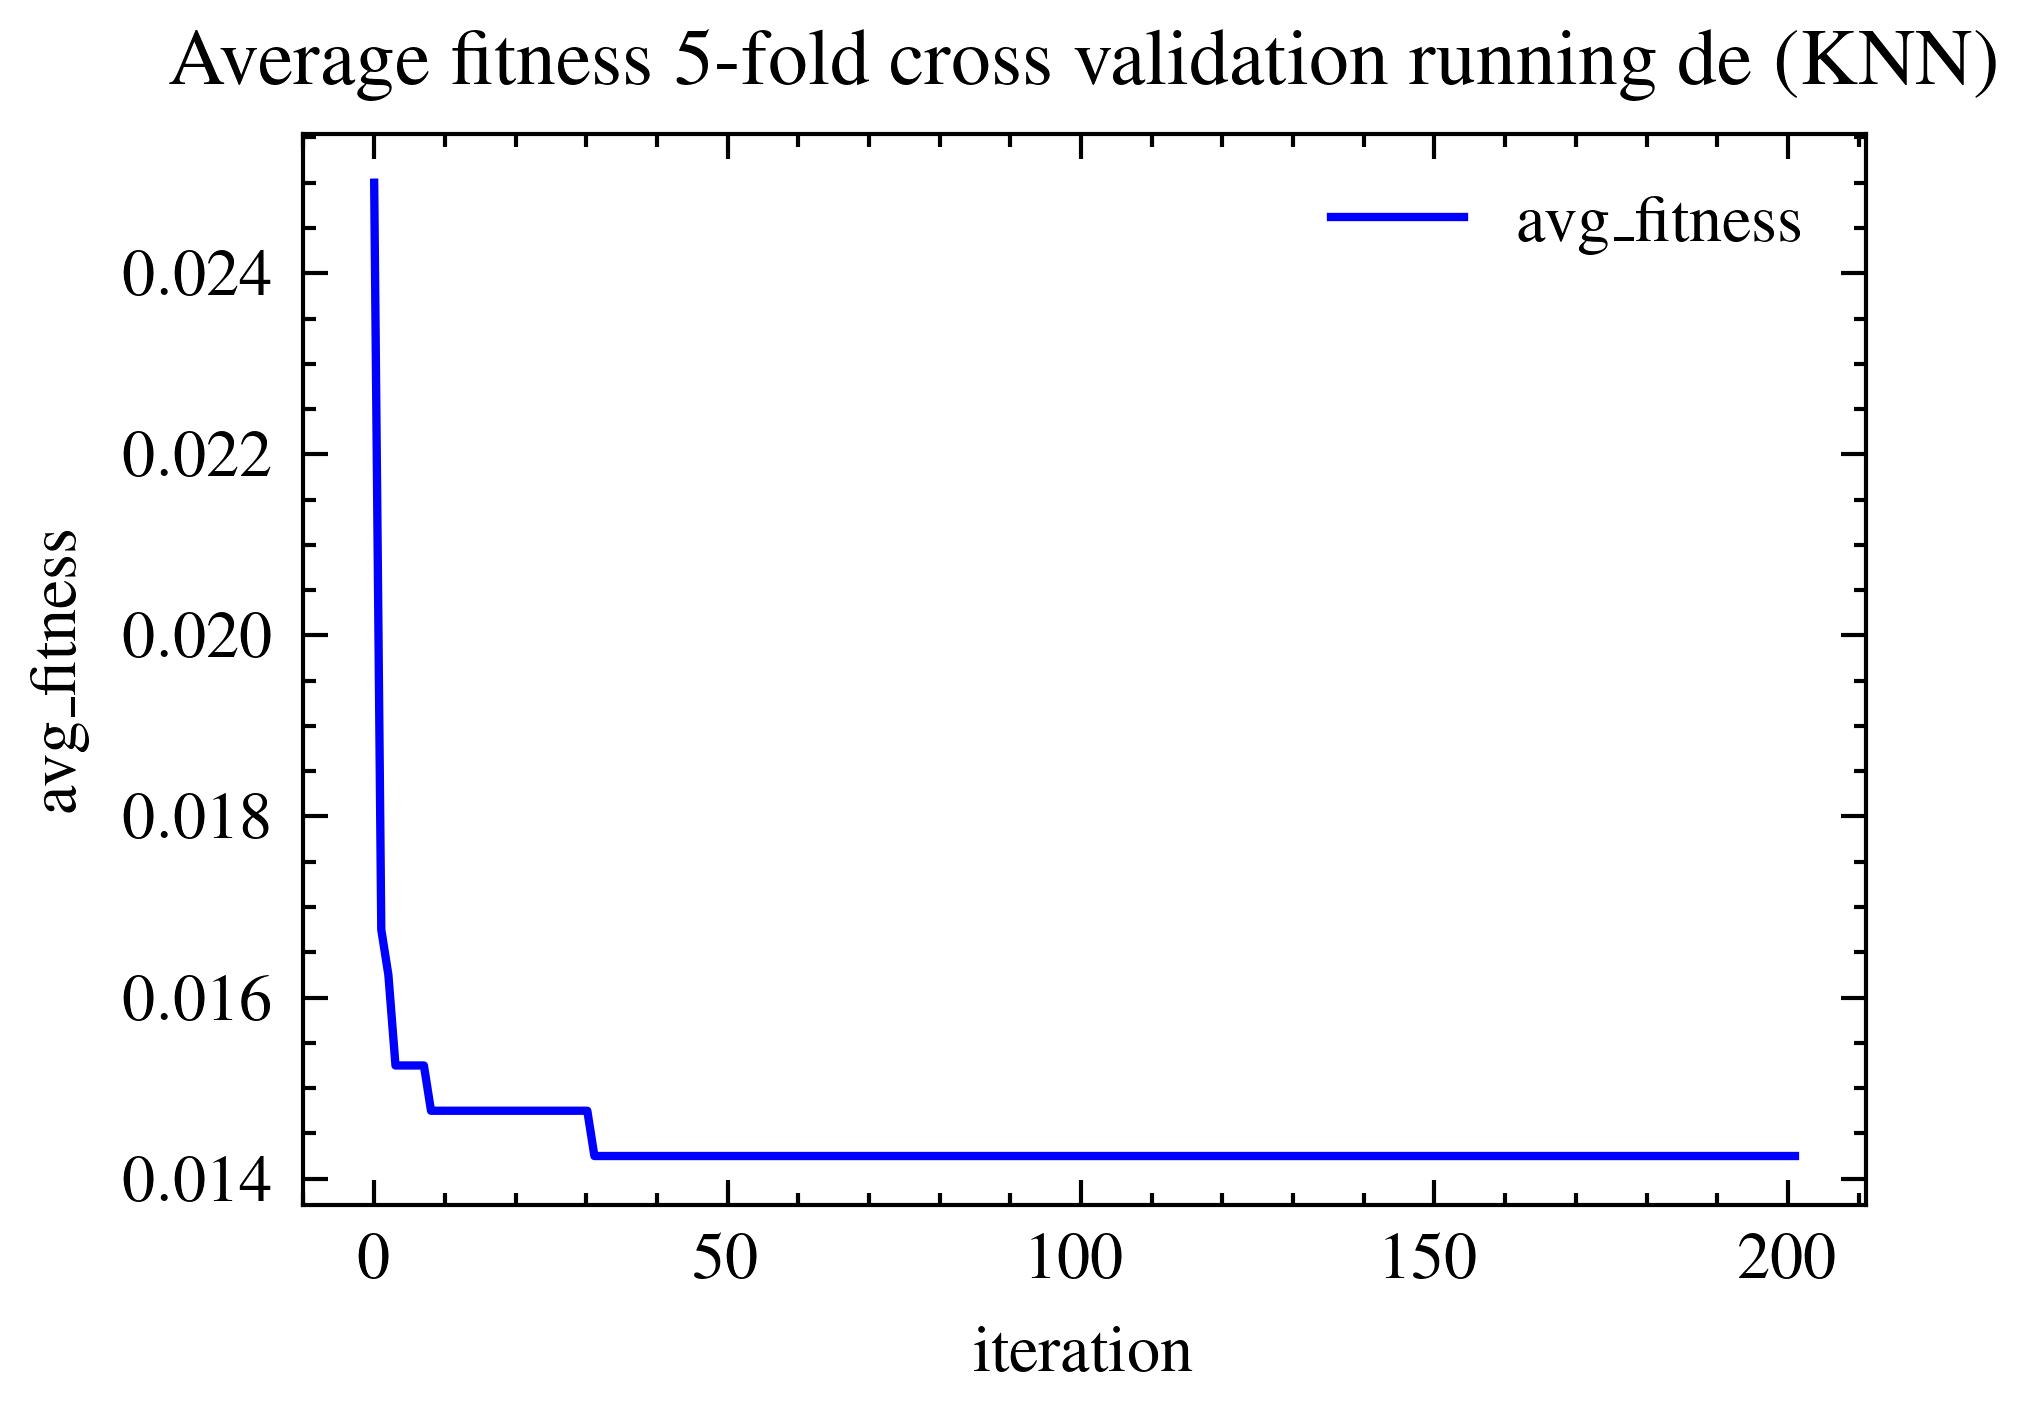 Average fitness 5-fold cross validation running de (KNN)
avg_fitness
0.024
0.022
0.020
0.018
0.016
0.014
avg_fitness
0 50 100 150 200
iteration